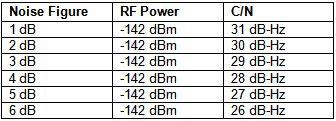 Noise Figure RF Power C/N
1 dB -142 dBm 31 dB-Hz
2 dB -142 dBm 30 dB-Hz
3 dB -142 dBm 29 dB-Hz
4 dB -142 dBm 28 dB-Hz
5 dB -142 dBm 27 dB-Hz
6 dB -142 dBm 26 dB-Hz